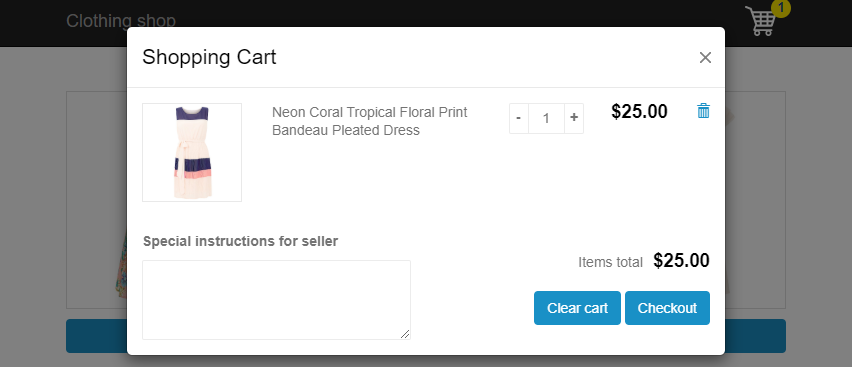 Clothing shop
1
Shopping Cart
×
Neon Coral Tropical Floral Print
Bandeau Pleated Dress
- 1 +
$25.00
Special instructions for seller
Items total $25.00
Clear cart
Checkout